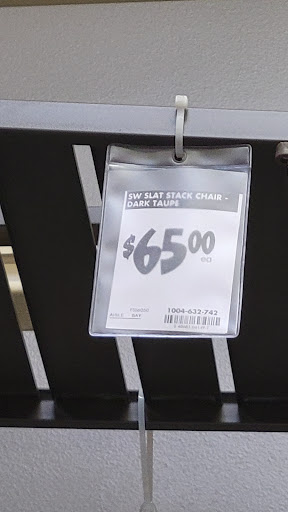 SW SLAT STACK CHAIR -
DARK TAUPE
$65.00
ea
1004-632-742